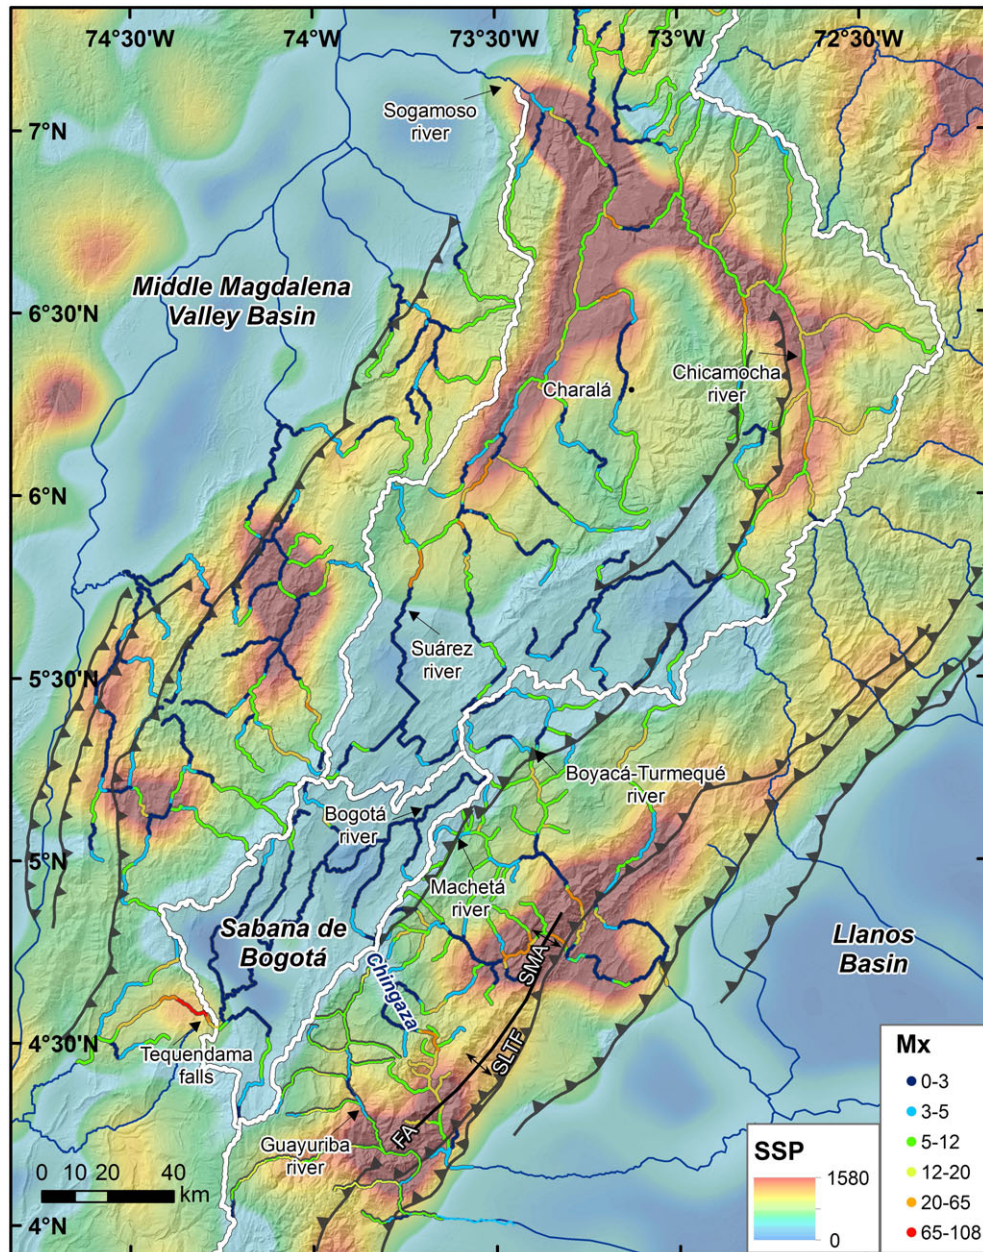 74°30'W 74°W 73°30'W 73°W 72°30'W
Sogamoso
river
7°N
Middle Magdalena
Valley Basin
6°30'N
Charalá
Chicamocha
river
6°N
Suárez
river
5°30'N
Boyacá-Turmequé
river
Bogotá
river
5°N
Machetá
river
Sabana de
Bogotá
Chingaza
SMA
Llanos
Basin
4°30'N
Tequendama
falls
SLTF
FA
Guayuriba
river
0 10 20 40
km
4°N
SSP
1580
0
Mx
0-3
3-5
5-12
12-20
20-65
65-108